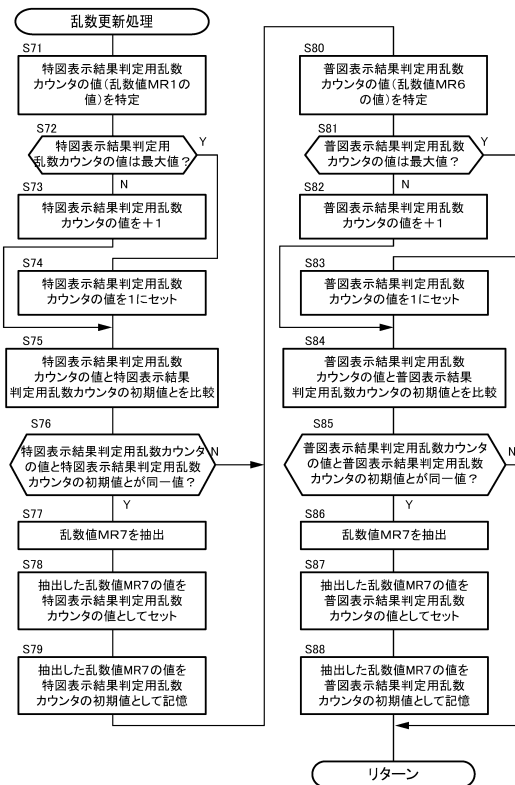 乱数更新処理
S71
特図表示結果判定用乱数
カウンタの値(乱数値MR1の
値)を特定
S72
特図表示結果判定用
乱数カウンタの値は最大値?
Y
N
S73
特図表示結果判定用乱数
カウンタの値を+1
S74
特図表示結果判定用乱数
カウンタの値を1にセット
S75
特図表示結果判定用乱数
カウンタの値と特図表示結果
判定用乱数カウンタの初期値とを比較
S76
特図表示結果判定用乱数カウンタ
の値と特図表示結果判定用乱数
カウンタの初期値とが同一値?
N
Y
S77
乱数値MR7を抽出
S78
抽出した乱数値MR7の値を
特図表示結果判定用乱数
カウンタの値としてセット
S79
抽出した乱数値MR7の値を
特図表示結果判定用乱数
カウンタの初期値として記憶
S80
普図表示結果判定用乱数
カウンタの値(乱数値MR6
の値)を特定
S81
普図表示結果判定用乱数
カウンタの値は最大値?
Y
N
S82
普図表示結果判定用乱数
カウンタの値を+1
S83
普図表示結果判定用乱数
カウンタの値を1にセット
S84
普図表示結果判定用乱数
カウンタの値と普図表示結果
判定用乱数カウンタの初期値とを比較
S85
普図表示結果判定用乱数カウンタ
の値と普図表示結果判定用乱数
カウンタの初期値とが同一値?
N
Y
S86
乱数値MR7を抽出
S87
抽出した乱数値MR7の値を
普図表示結果判定用乱数
カウンタの値としてセット
S88
抽出した乱数値MR7の値を
普図表示結果判定用乱数
カウンタの初期値として記憶
リターン